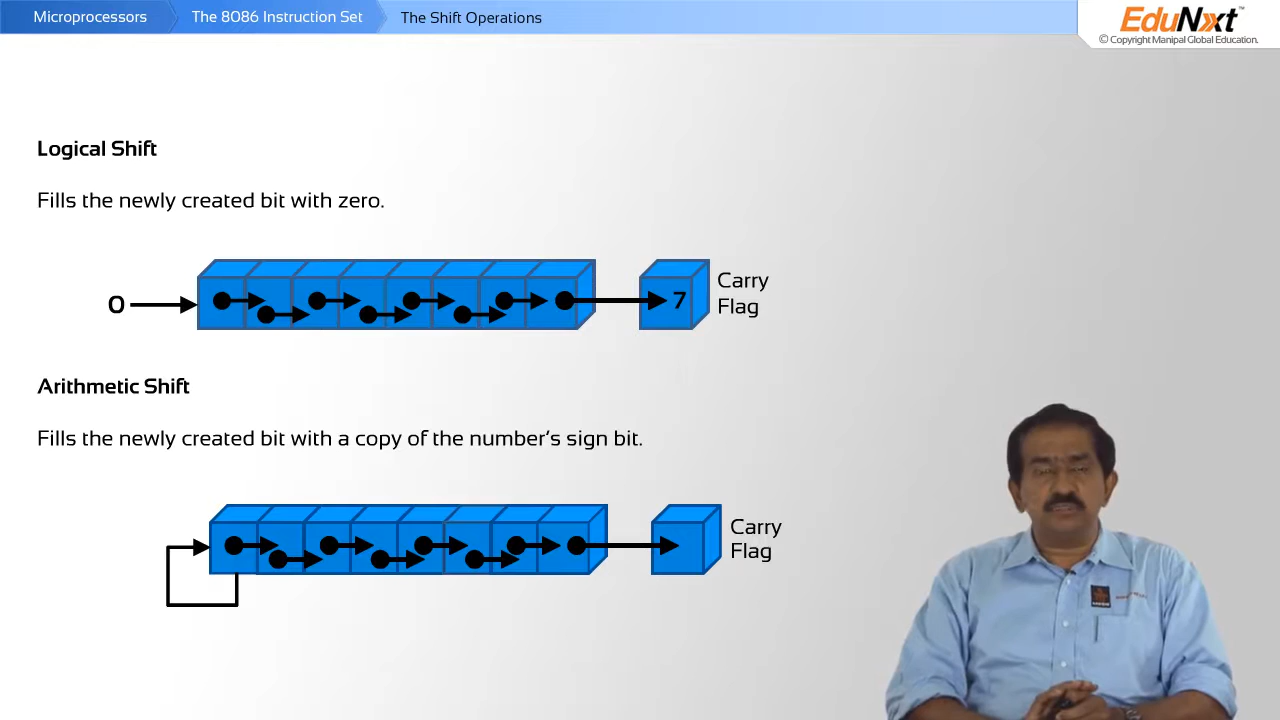 Microprocessors
The 8086 Instruction Set
The Shift Operations
EduNxt™
© Copyright Manipal Global Education.
Logical Shift
Fills the newly created bit with zero.
0
7
Carry
Flag
Arithmetic Shift
Fills the newly created bit with a copy of the number's sign bit.
Carry
Flag